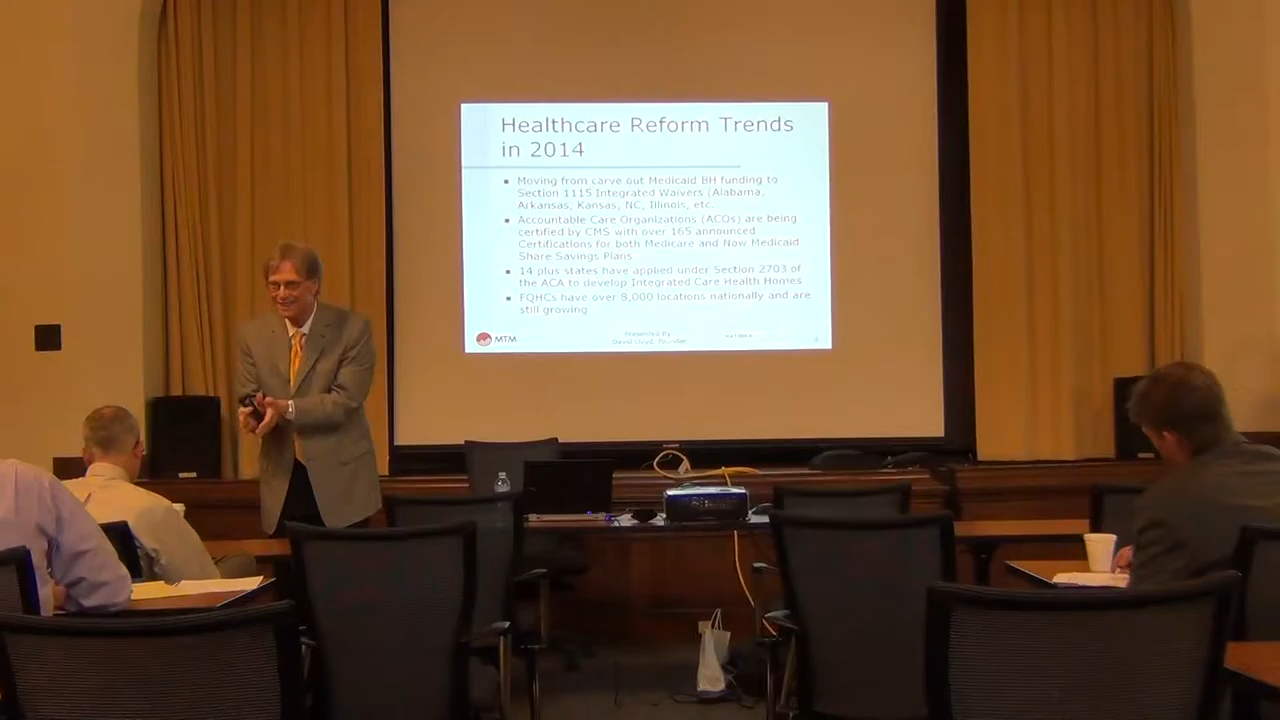 Healthcare Reform Trends
in 2014
Moving from carve out Medicaid BH funding to
Section 1115 Integrated Waivers (Alabama,
Arkansas, Kansas, NC, Illinois, etc.
Accountable Care Organizations (ACOs) are being
certified by CMS with over 165 announced
Certifications for both Medicare and Now Medicaid
Share Savings Plans
14 plus states have applied under Section 2703 of
the ACA to develop Integrated Care Health Homes
FQHCs have over 8,000 locations nationally and are
still growing
MTM
Presented By
David Lloyd, Founder